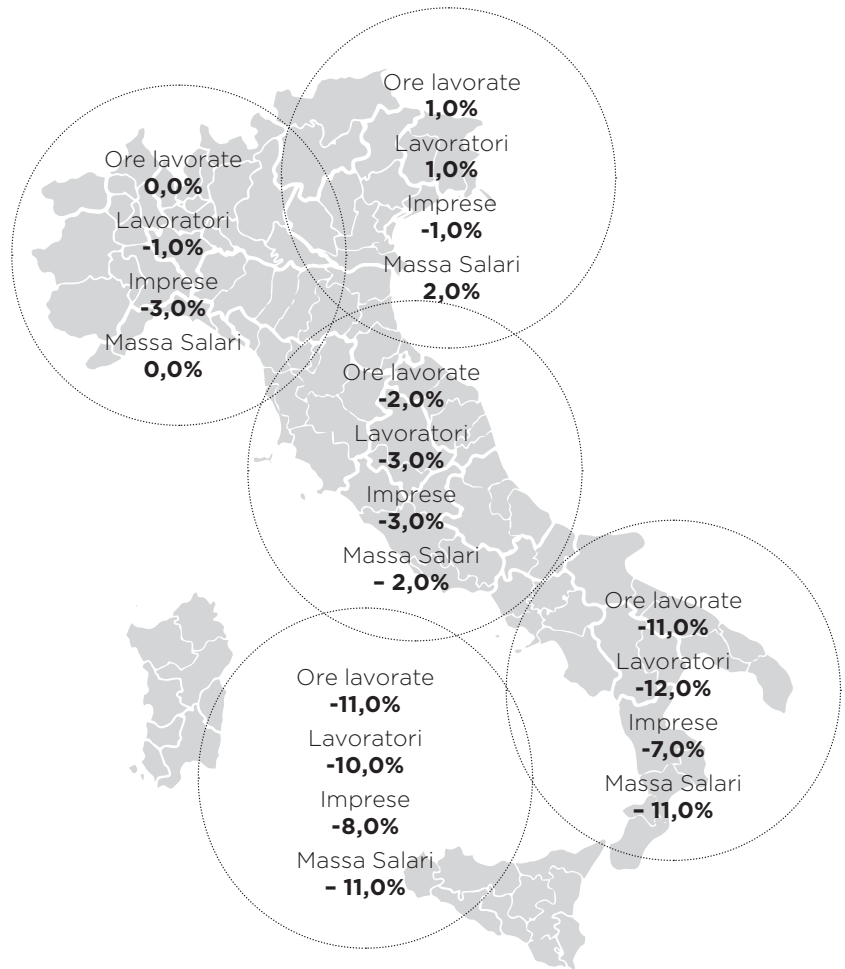 Ore lavorate
1,0%
Lavoratori
1,0%
Imprese
-1,0%
Massa Salari
2,0%
Ore lavorate
0,0%
Lavoratori
-1,0%
Imprese
-3,0%
Massa Salari
0,0%
Ore lavorate
-2,0%
Lavoratori
-3,0%
Imprese
-3,0%
Massa Salari
– 2,0%
Ore lavorate
-11,0%
Lavoratori
-12,0%
Imprese
-7,0%
Massa Salari
– 11,0%
Ore lavorate
-11,0%
Lavoratori
-10,0%
Imprese
-8,0%
Massa Salari
– 11,0%